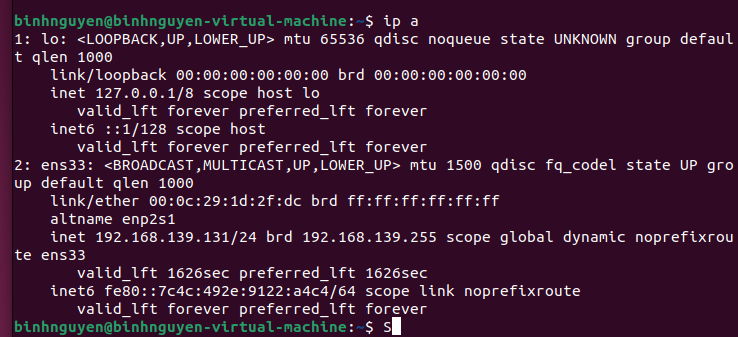 binhnguyen@binhnguyen-virtual-machine:~$ ip a
1: lo: <LOOPBACK,UP,LOWER_UP> mtu 65536 qdisc noqueue state UNKNOWN group defaul
t qlen 1000
    link/loopback 00:00:00:00:00:00 brd 00:00:00:00:00:00
    inet 127.0.0.1/8 scope host lo
       valid_lft forever preferred_lft forever
    inet6 ::1/128 scope host
       valid_lft forever preferred_lft forever
2: ens33: <BROADCAST,MULTICAST,UP,LOWER_UP> mtu 1500 qdisc fq_codel state UP gro
up default qlen 1000
    link/ether 00:0c:29:1d:2f:dc brd ff:ff:ff:ff:ff:ff
    altname enp2s1
    inet 192.168.139.131/24 brd 192.168.139.255 scope global dynamic noprefixrou
te ens33
       valid_lft 1626sec preferred_lft 1626sec
    inet6 fe80::7c4c:492e:9122:a4c4/64 scope link noprefixroute
       valid_lft forever preferred_lft forever
binhnguyen@binhnguyen-virtual-machine:~$ S